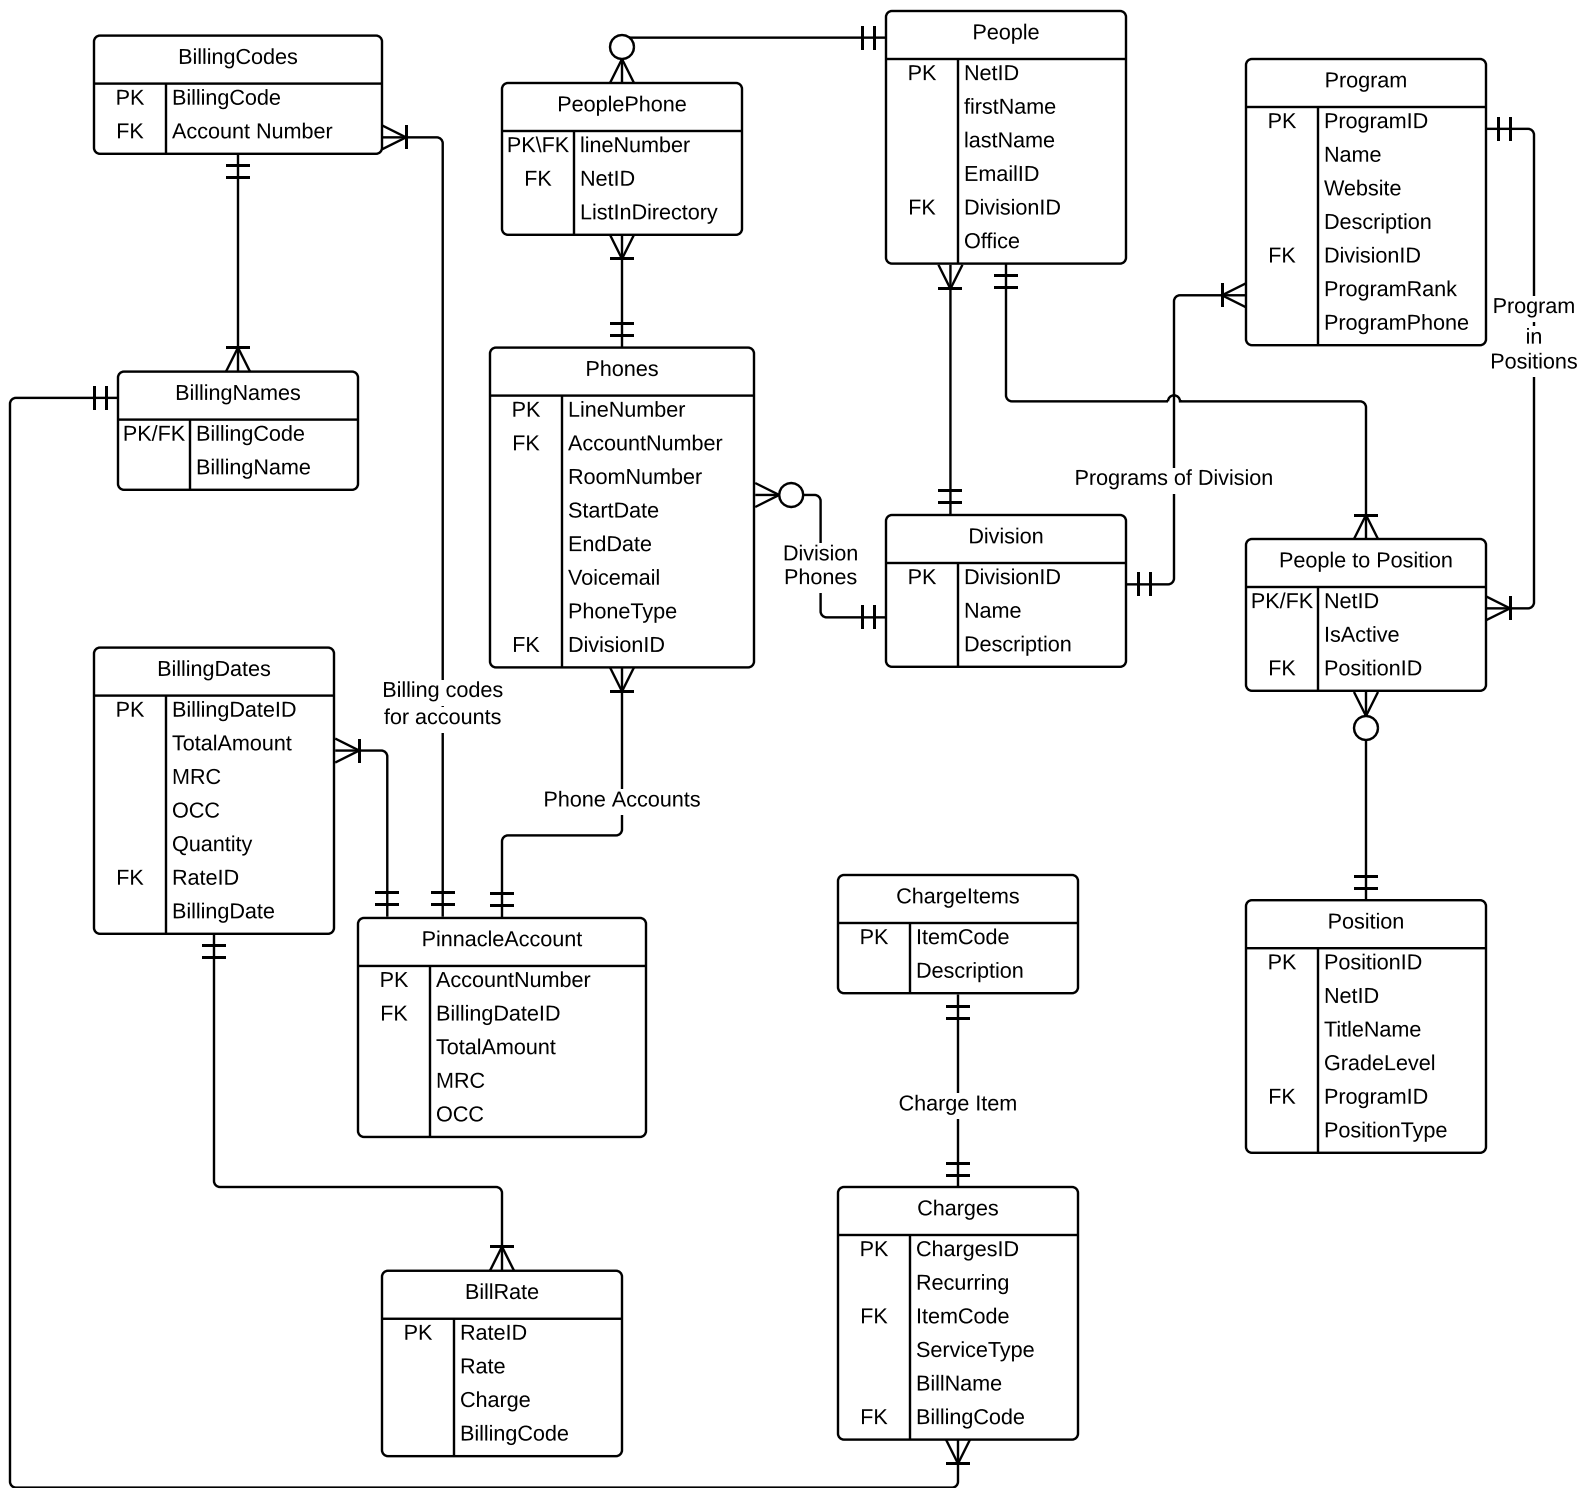 BillingCodes
PK BillingCode
FK Account Number
PeoplePhone
PK\FK lineNumber
FK NetID
ListInDirectory
People
PK NetID
firstName
lastName
EmailID
FK DivisionID
Office
Program
PK ProgramID
Name
Website
Description
FK DivisionID
ProgramRank
ProgramPhone
Program
in
Positions
BillingNames
PK/FK BillingCode
BillingName
Phones
PK LineNumber
FK AccountNumber
RoomNumber
StartDate
EndDate
Voicemail
PhoneType
FK DivisionID
Division
Phones
Programs of Division
Division
PK DivisionID
Name
Description
People to Position
PK/FK NetID
IsActive
FK PositionID
BillingDates
PK BillingDateID
TotalAmount
MRC
OCC
Quantity
FK RateID
BillingDate
Billing codes
for accounts
Phone Accounts
PinnacleAccount
PK AccountNumber
FK BillingDateID
TotalAmount
MRC
OCC
ChargeItems
PK ItemCode
Description
Charge Item
Position
PK PositionID
NetID
TitleName
GradeLevel
FK ProgramID
PositionType
BillRate
PK RateID
Rate
Charge
BillingCode
Charges
PK ChargesID
Recurring
FK ItemCode
ServiceType
BillName
FK BillingCode